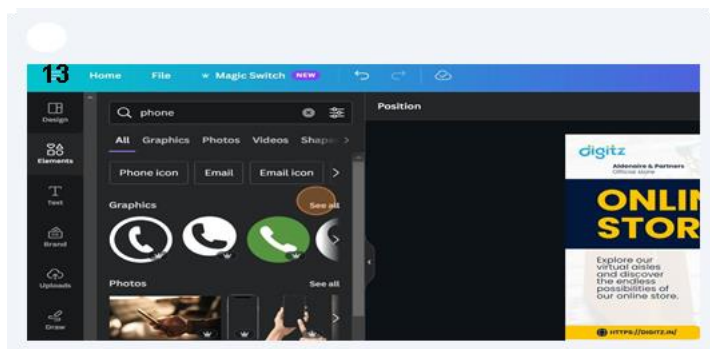 13
Home File Magic Switch NEW
Design
Elements
Text
Brand
Uploads
Draw
phone
All Graphics Photos Videos Shape
Phone icon Email Email icon
Graphics See all
Photos See all
Position
digitz
Aldenaire & Partners
Offline store
ONLIN
STOR
Explore our
virtual aisles
and discover
the endless
possibilities of
our online store.
HTTPS://DIGITZ.IN/